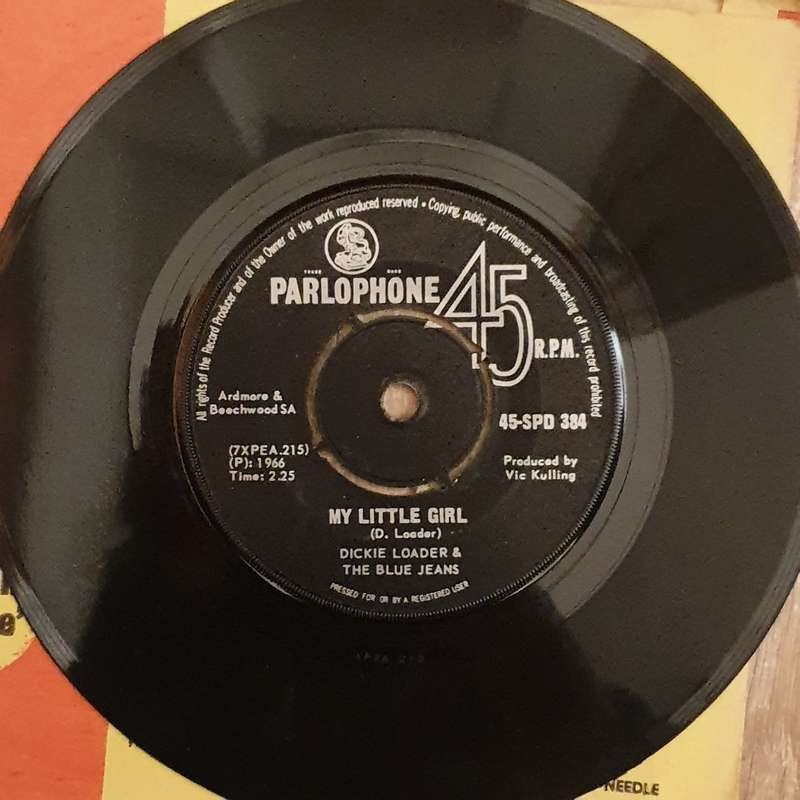 All rights of the Record Producer and of the Owner of the work reproduced reserved • Copying, public performance and broadcasting of this record prohibited
TRADE MARK
PARLOPHONE
45
R.P.M.
Ardmore &
Beechwood SA
45-SPD 384
(7XPEA.215)
(P): 1966
Time: 2.25
Produced by
Vic Kulling
MY LITTLE GIRL
(D. Loader)
DICKIE LOADER &
THE BLUE JEANS
PRESSED FOR OR BY A REGISTERED USER
NEEDLE